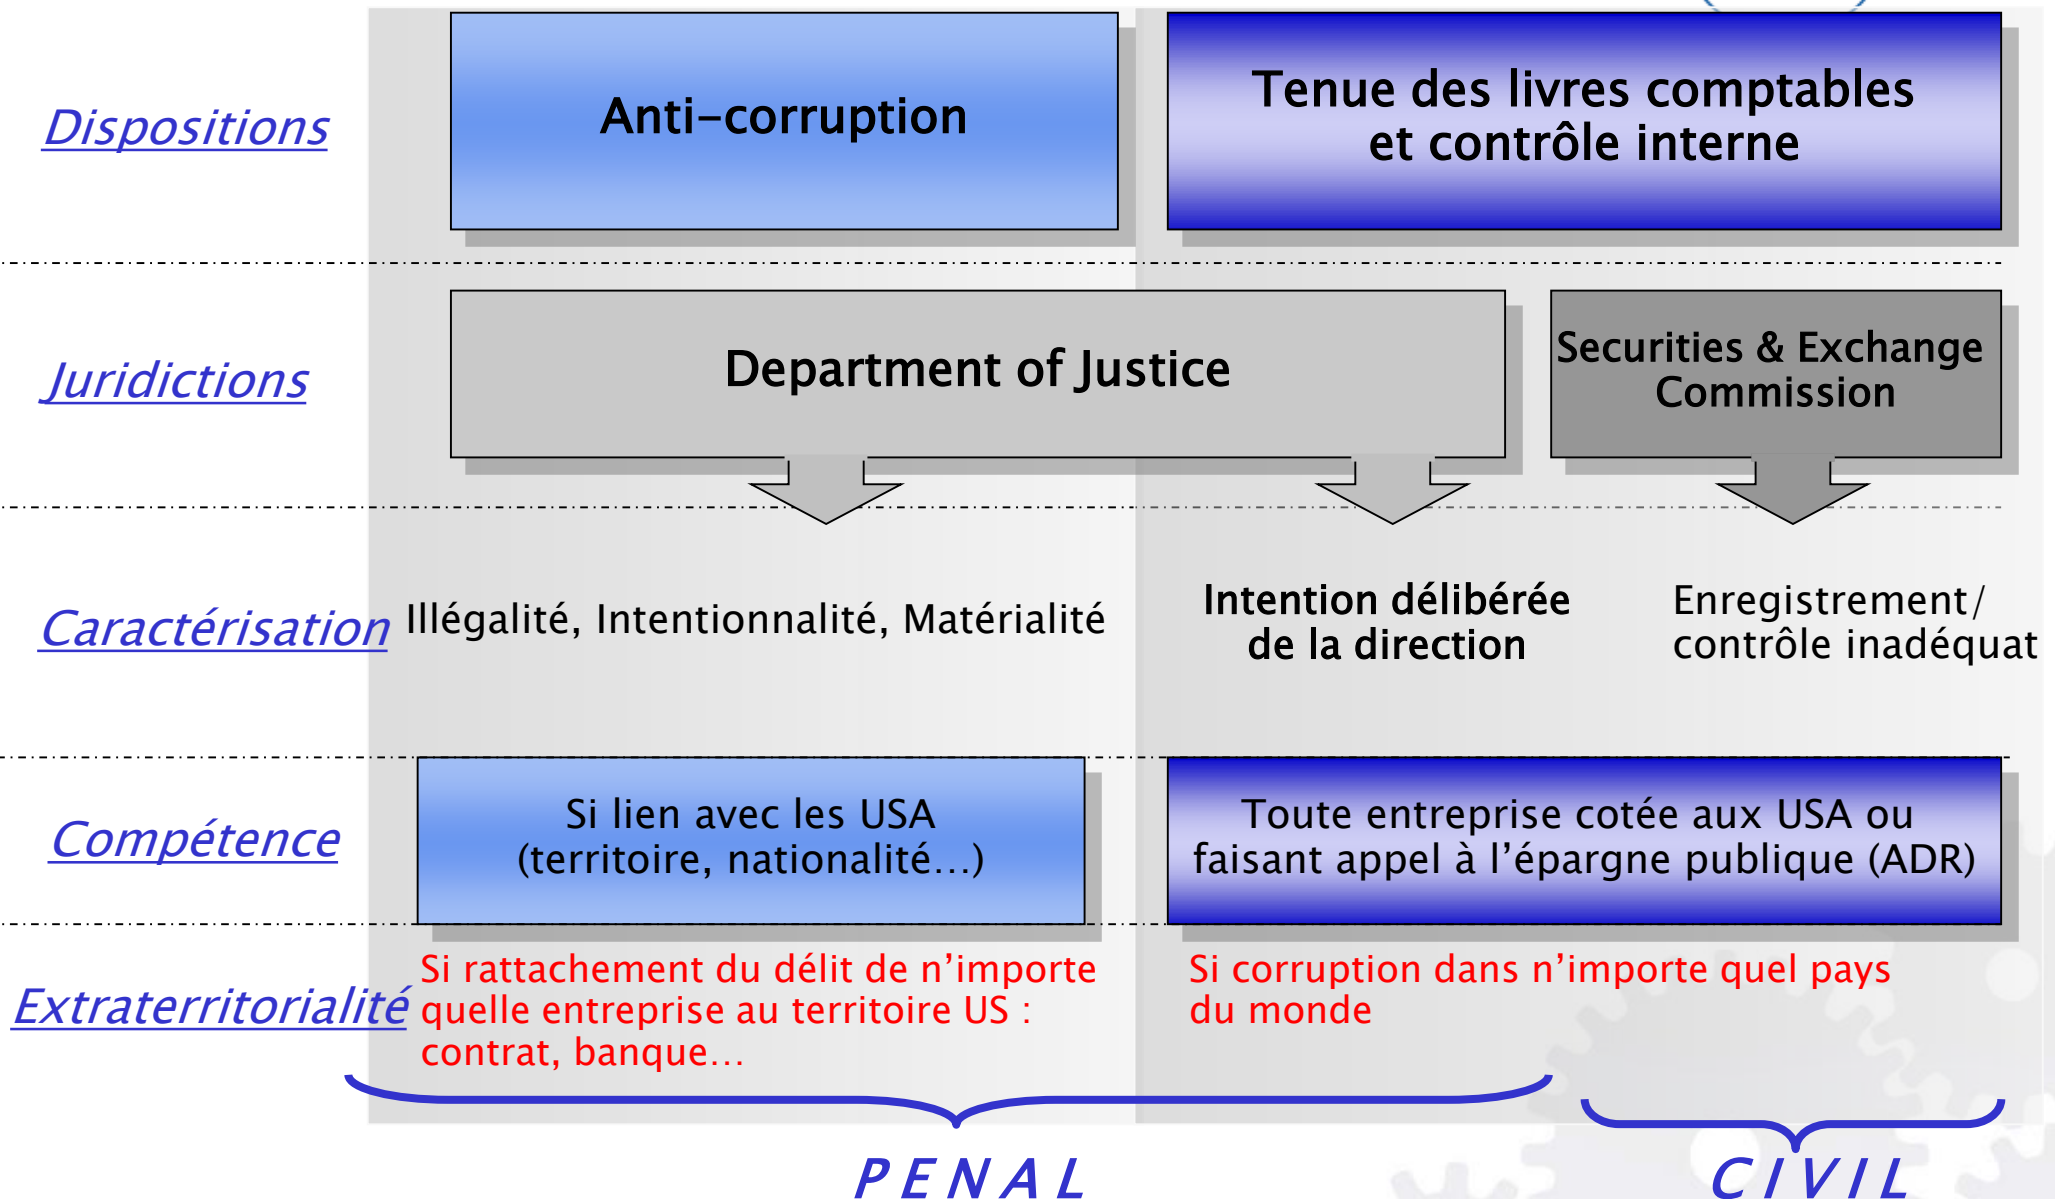 Dispositions
Anti-corruption
Tenue des livres comptables
et contrôle interne
Juridictions
Department of Justice
Securities & Exchange
Commission
Caractérisation
Illégalité, Intentionnalité, Matérialité
Intention délibérée
de la direction
Enregistrement/
contrôle inadéquat
Compétence
Si lien avec les USA
(territoire, nationalité…)
Toute entreprise cotée aux USA ou
faisant appel à l’épargne publique (ADR)
Extraterritorialité
Si rattachement du délit de n’importe
quelle entreprise au territoire US :
contrat, banque…
Si corruption dans n’importe quel pays
du monde
PENAL
CIVIL